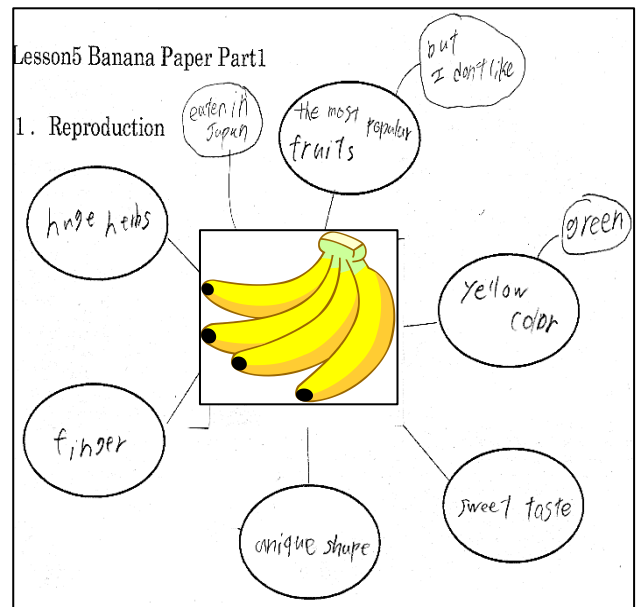 Lesson5 Banana Paper Part1
1. Reproduction
eaten in
Japan
the most popular
fruits
but
I don't like
huge herbs
green
yellow
color
finger
sweet taste
unique shape